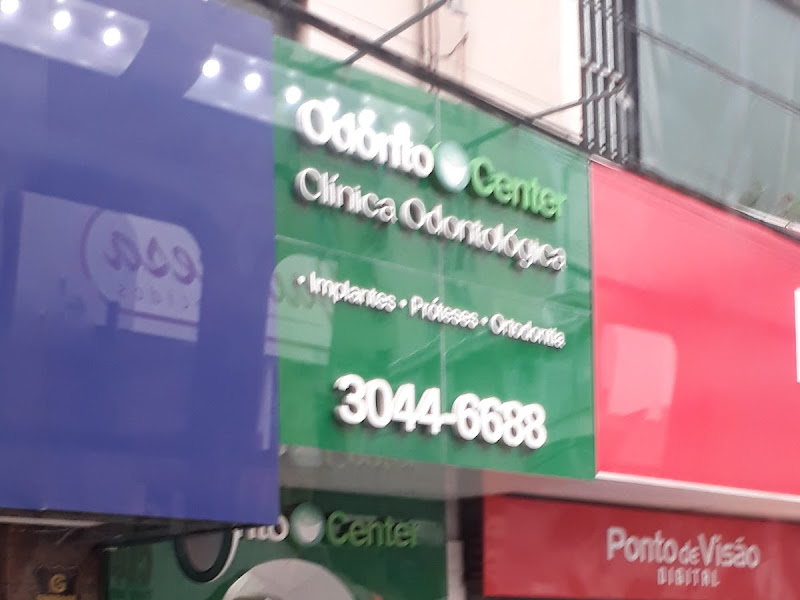 Odonto Center
Clínica Odontológica
• Implantes • Próteses • Ortodontia
3044-6688
Center
Ponto de Visão
DIGITAL